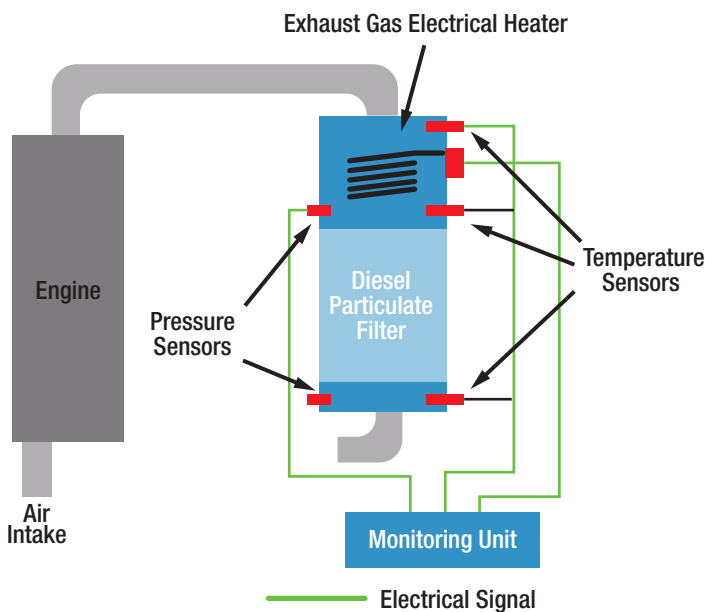 Exhaust Gas Electrical Heater
Engine
Diesel
Particulate
Filter
Temperature
Sensors
Pressure
Sensors
Air
Intake
Monitoring Unit
Electrical Signal